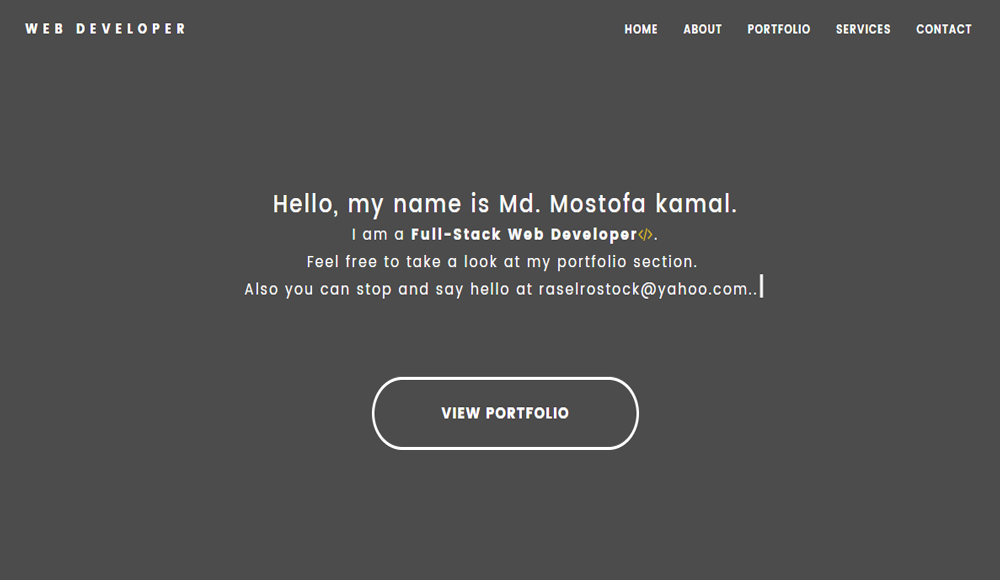 WEB DEVELOPER
HOME ABOUT PORTFOLIO SERVICES CONTACT
Hello, my name is Md. Mostofa kamal.
I am a Full-Stack Web Developer</>.
Feel free to take a look at my portfolio section.
Also you can stop and say hello at raselrostock@yahoo.com..|
VIEW PORTFOLIO